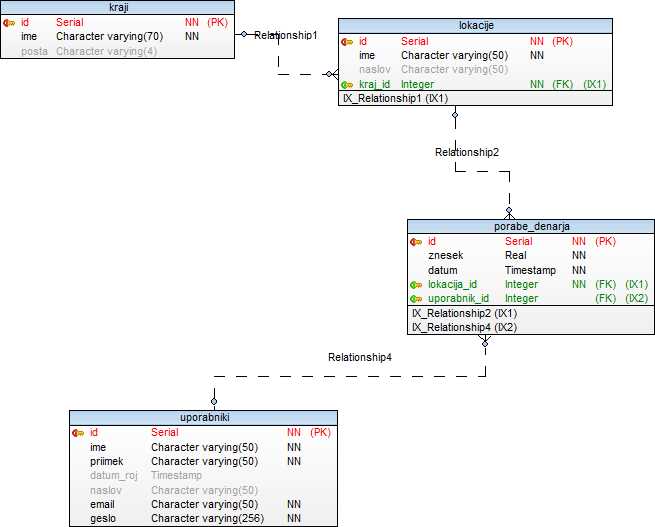 kraji
id Serial NN (PK)
ime Character varying(70) NN
posta Character varying(4)
Relationship1
lokacije
id Serial NN (PK)
ime Character varying(50) NN
naslov Character varying(50)
kraj_id Integer NN (FK) (IX1)
IX_Relationship1 (IX1)
Relationship2
porabe_denarja
id Serial NN (PK)
znesek Real NN
datum Timestamp NN
lokacija_id Integer NN (FK) (IX1)
uporabnik_id Integer (FK) (IX2)
IX_Relationship2 (IX1)
IX_Relationship4 (IX2)
Relationship4
uporabniki
id Serial NN (PK)
ime Character varying(50) NN
priimek Character varying(50) NN
datum_roj Timestamp
naslov Character varying(50)
email Character varying(50) NN
geslo Character varying(256) NN